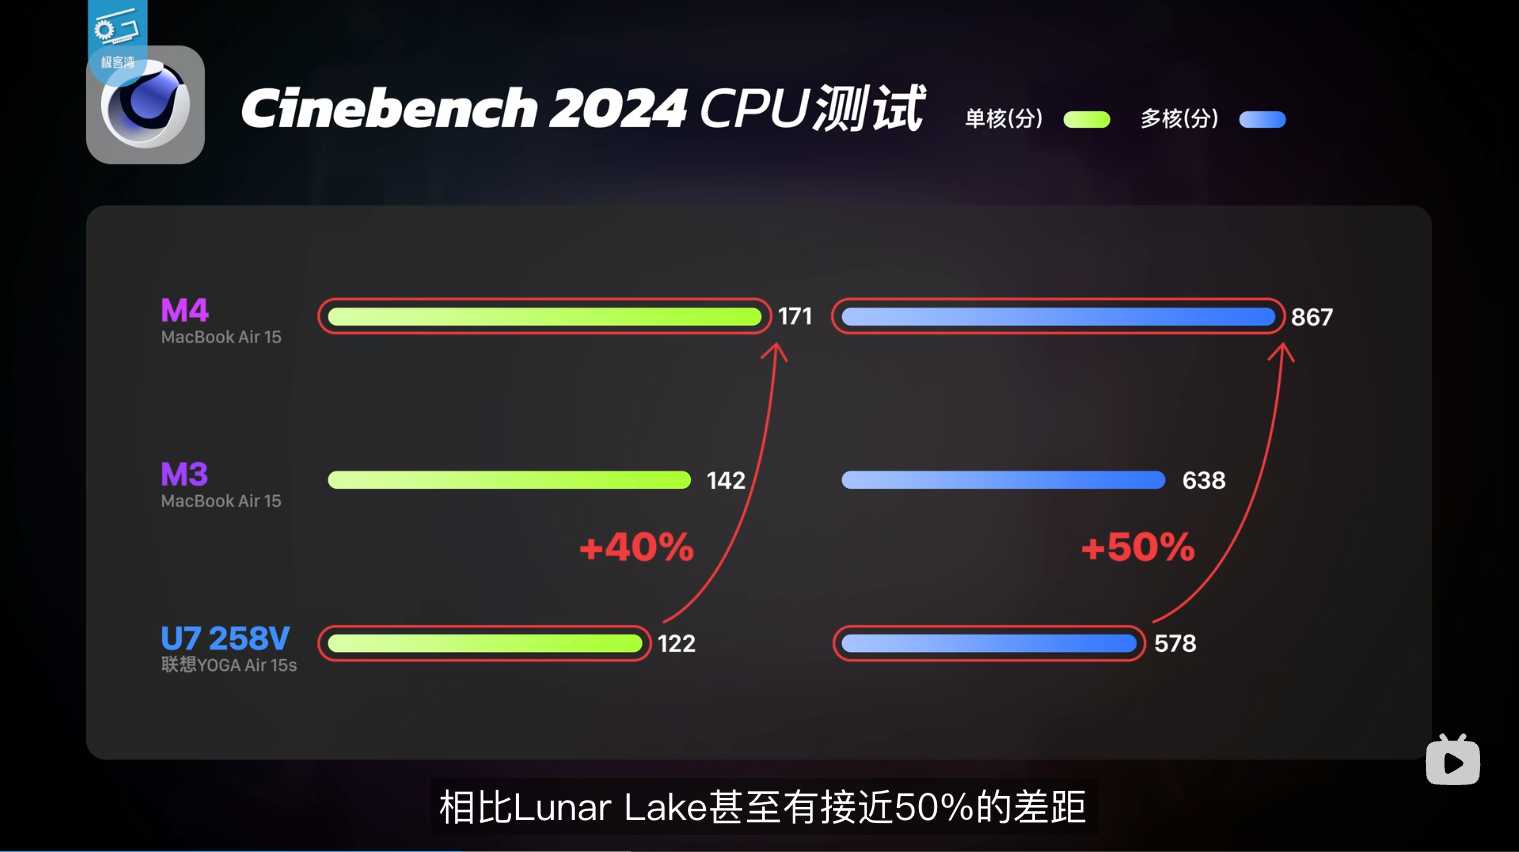 极客湾
Cinebench 2024 CPU测试
单核(分)
多核(分)
M4
MacBook Air 15
171
867
M3
MacBook Air 15
142
638
+40%
+50%
U7 258V
联想YOGA Air 15s
122
578
相比Lunar Lake甚至有接近50%的差距